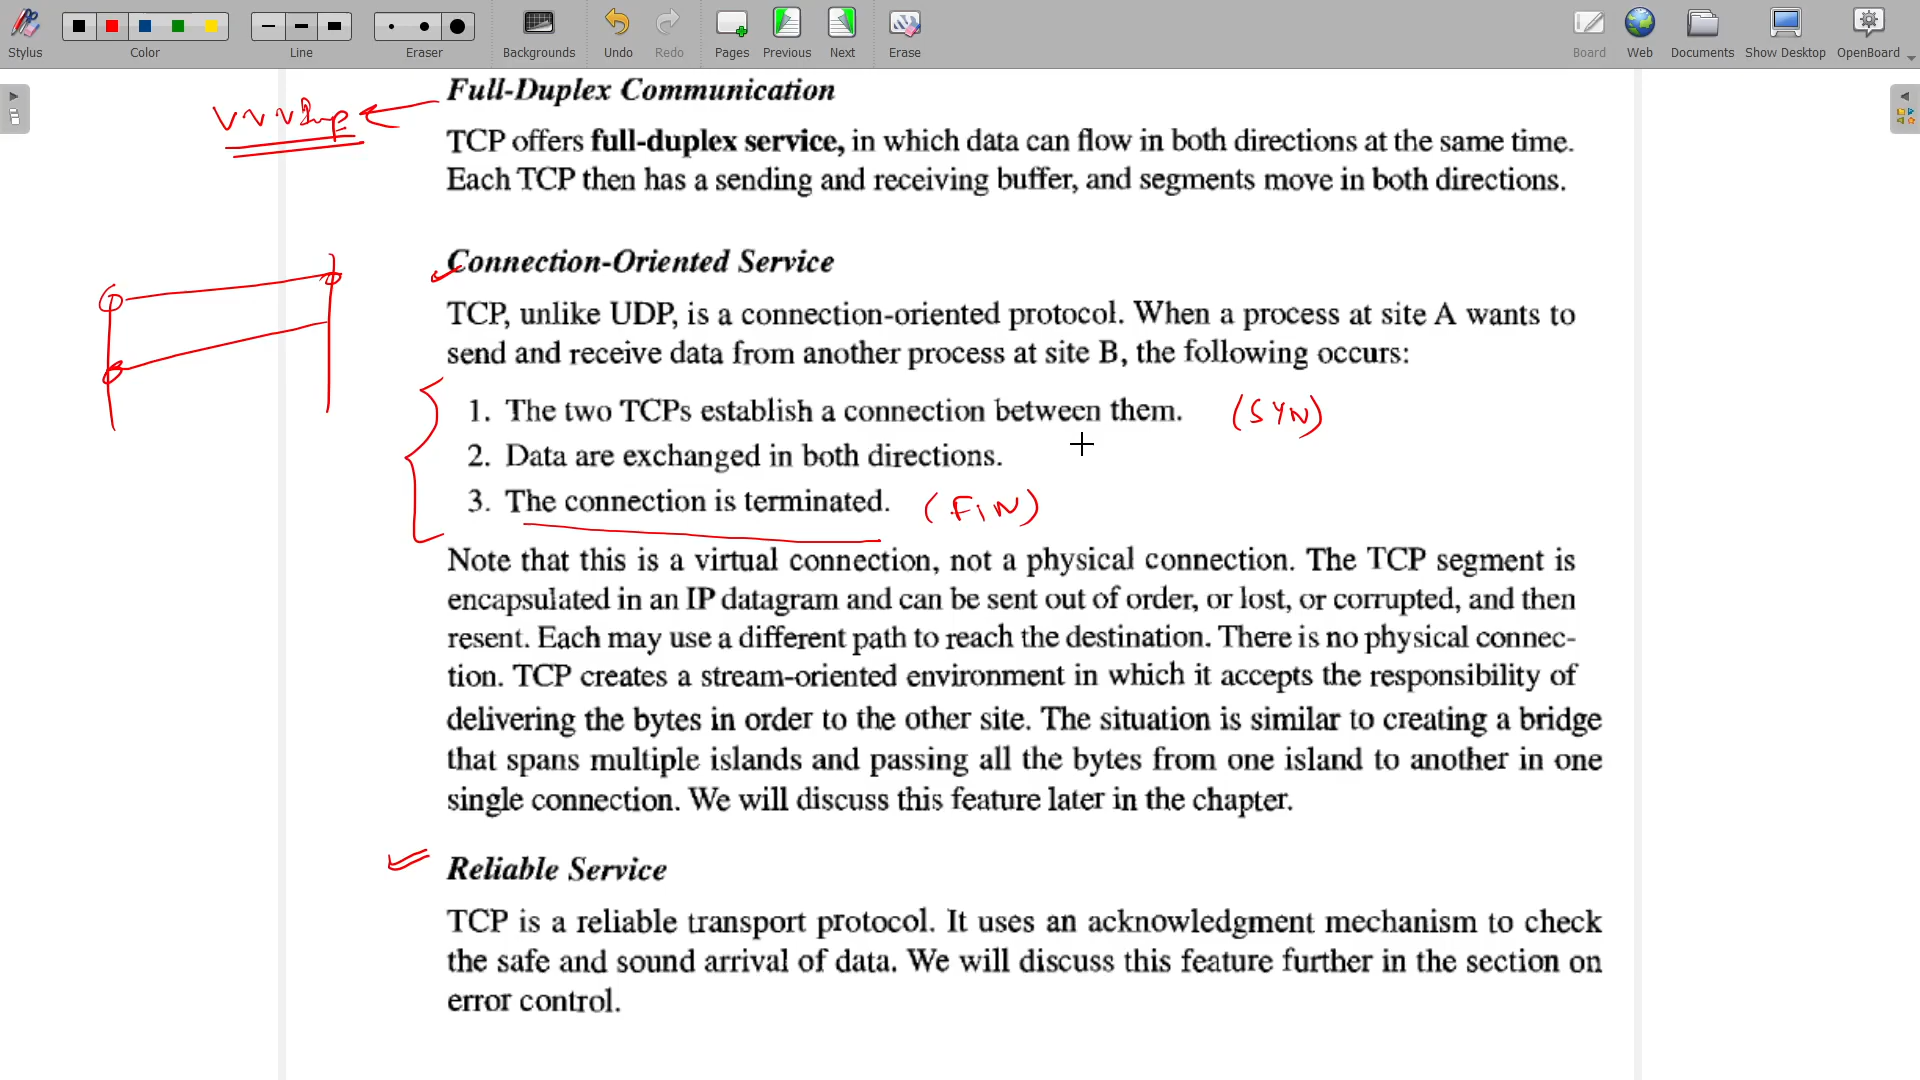 Stylus Color Line Eraser Backgrounds Undo Redo Pages Previous Next Erase Board Web Documents Show Desktop OpenBoard
Full-Duplex Communication
VVV Imp
TCP offers full-duplex service, in which data can flow in both directions at the same time.
Each TCP then has a sending and receiving buffer, and segments move in both directions.
Connection-Oriented Service
TCP, unlike UDP, is a connection-oriented protocol. When a process at site A wants to
send and receive data from another process at site B, the following occurs:
1. The two TCPs establish a connection between them. (SYN)
2. Data are exchanged in both directions.
3. The connection is terminated. (FiN)
Note that this is a virtual connection, not a physical connection. The TCP segment is
encapsulated in an IP datagram and can be sent out of order, or lost, or corrupted, and then
resent. Each may use a different path to reach the destination. There is no physical connec-
tion. TCP creates a stream-oriented environment in which it accepts the responsibility of
delivering the bytes in order to the other site. The situation is similar to creating a bridge
that spans multiple islands and passing all the bytes from one island to another in one
single connection. We will discuss this feature later in the chapter.
Reliable Service
TCP is a reliable transport protocol. It uses an acknowledgment mechanism to check
the safe and sound arrival of data. We will discuss this feature further in the section on
error control.